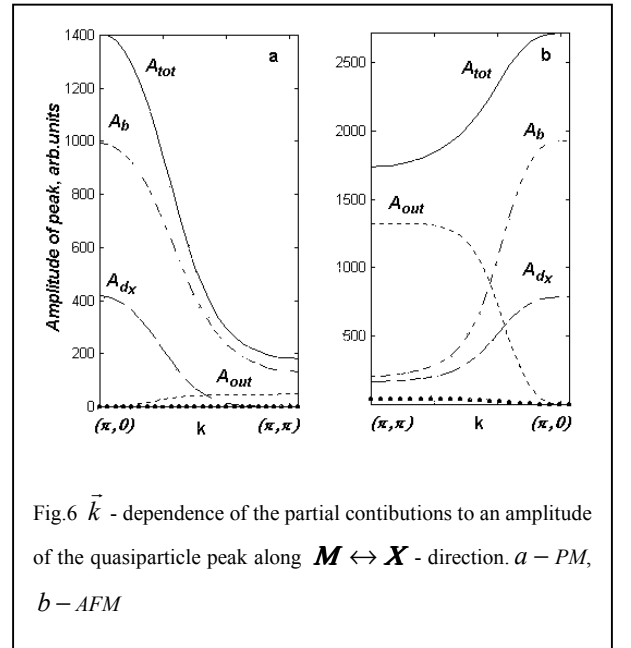 1400
1200
1000
800
600
400
200
0
Amplitude of peak, arb.units
a
A_tot
A_b
A_dx
A_out
(π,0)
k
(π,π)
2500
2000
1500
1000
500
b
A_tot
A_b
A_out
A_dx
(π,π)
k
(π,0)
Fig.6 k⃗ - dependence of the partial contibutions to an amplitude
of the quasiparticle peak along M ↔ X - direction. a – PM,
b – AFM